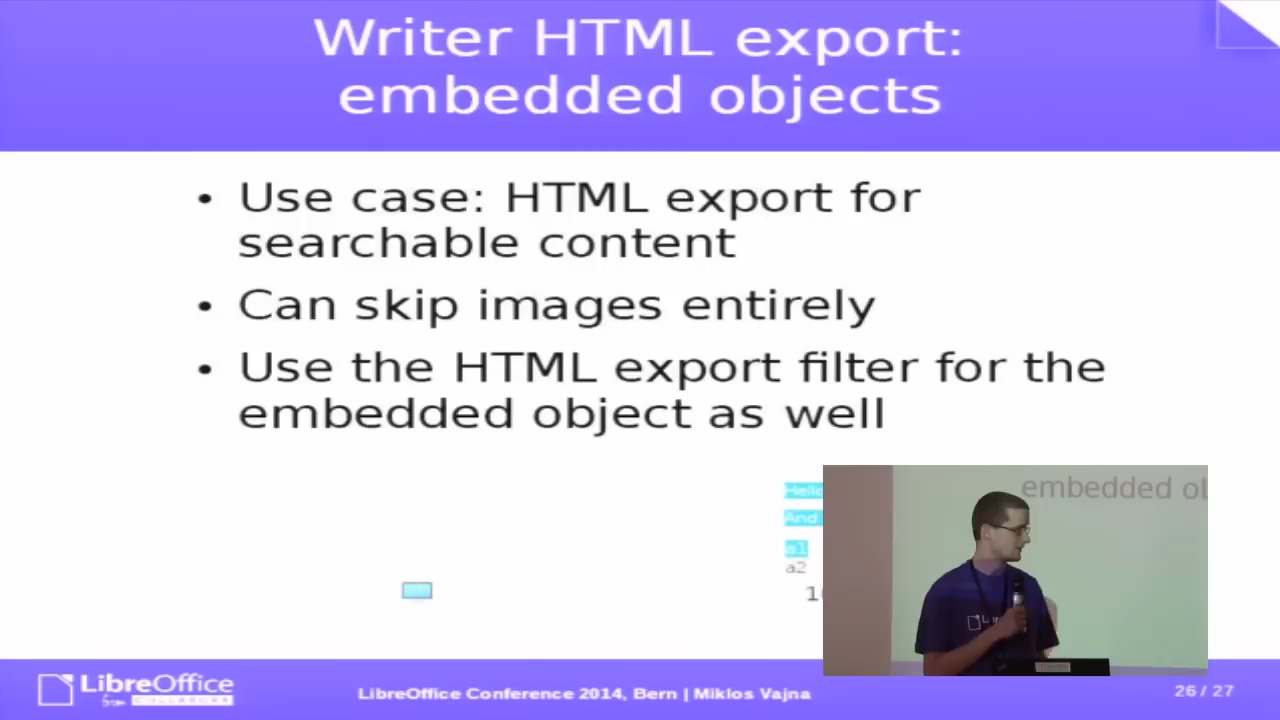 Writer HTML export:
embedded objects
• Use case: HTML export for
searchable content
• Can skip images entirely
• Use the HTML export filter for the
embedded object as well
Hello
And
a1
a2
embedded
LibreOffice
from COLLABORA
LibreOffice Conference 2014, Bern | Miklos Vajna
26 / 27